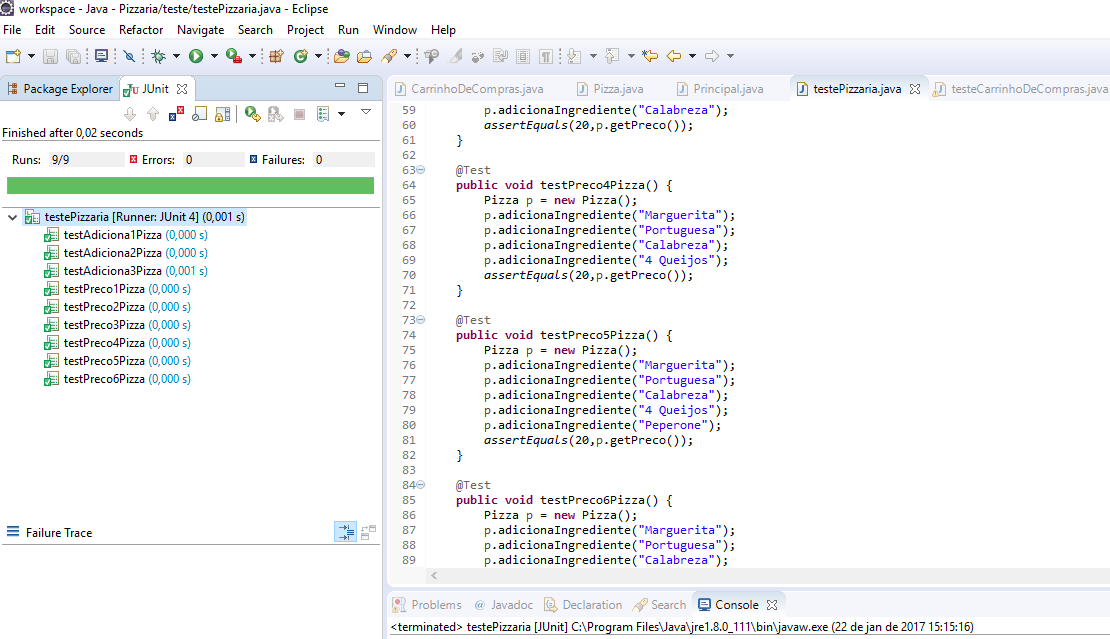 workspace - Java - Pizzaria/teste/testePizzaria.java - Eclipse
File Edit Source Refactor Navigate Search Project Run Window Help
Package Explorer JUnit
CarrinhoDeCompras.java Pizza.java Principal.java testePizzaria.java testeCarrinhoDeCompras.java
Finished after 0,02 seconds
Runs: 9/9 Errors: 0 Failures: 0
testePizzaria [Runner: JUnit 4] (0,001 s)
testAdiciona1Pizza (0,000 s)
testAdiciona2Pizza (0,000 s)
testAdiciona3Pizza (0,001 s)
testPreco1Pizza (0,000 s)
testPreco2Pizza (0,000 s)
testPreco3Pizza (0,000 s)
testPreco4Pizza (0,000 s)
testPreco5Pizza (0,000 s)
testPreco6Pizza (0,000 s)
Failure Trace
59 p.adicionaIngrediente("Calabreza");
60 assertEquals(20,p.getPreco());
61 }
62
63 @Test
64 public void testPreco4Pizza() {
65 Pizza p = new Pizza();
66 p.adicionaIngrediente("Marguerita");
67 p.adicionaIngrediente("Portuguesa");
68 p.adicionaIngrediente("Calabreza");
69 p.adicionaIngrediente("4 Queijos");
70 assertEquals(20,p.getPreco());
71 }
72
73 @Test
74 public void testPreco5Pizza() {
75 Pizza p = new Pizza();
76 p.adicionaIngrediente("Marguerita");
77 p.adicionaIngrediente("Portuguesa");
78 p.adicionaIngrediente("Calabreza");
79 p.adicionaIngrediente("4 Queijos");
80 p.adicionaIngrediente("Peperone");
81 assertEquals(20,p.getPreco());
82 }
83
84 @Test
85 public void testPreco6Pizza() {
86 Pizza p = new Pizza();
87 p.adicionaIngrediente("Marguerita");
88 p.adicionaIngrediente("Portuguesa");
89 p.adicionaIngrediente("Calabreza");
Problems Javadoc Declaration Search Console
<terminated> testePizzaria [JUnit] C:\Program Files\Java\jre1.8.0_111\bin\javaw.exe (22 de jan de 2017 15:15:16)